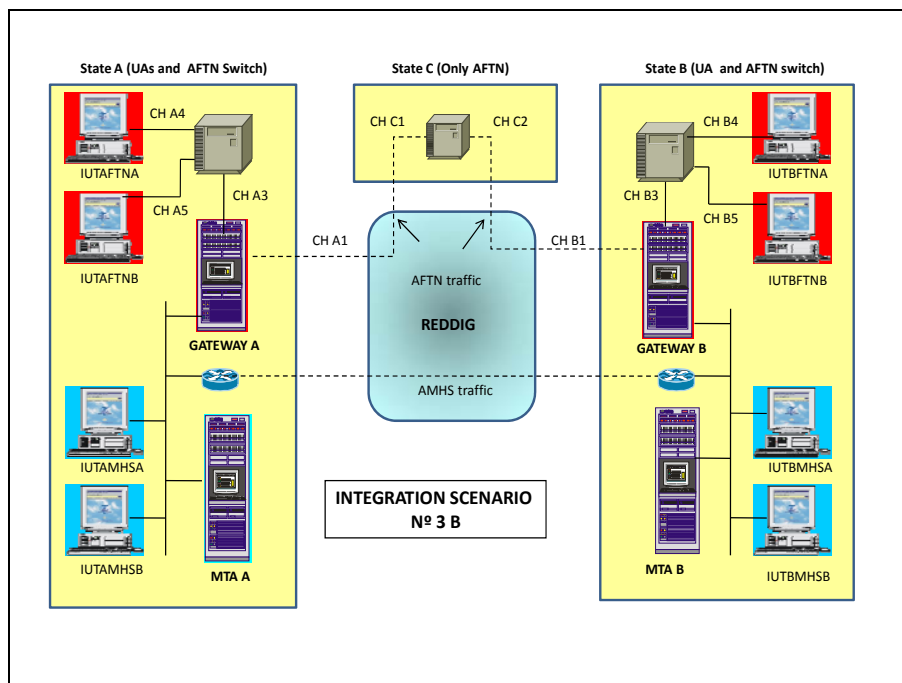 State A (UAs and AFTN Switch)
State C (Only AFTN)
State B (UA and AFTN switch)
CH A4
IUTAFTNA
CH A5
CH A3
IUTAFTNB
GATEWAY A
CH C1
CH C2
CH A1
CH B1
AFTN traffic
REDDIG
AMHS traffic
CH B4
IUTBFTNA
CH B3
CH B5
IUTBFTNB
GATEWAY B
IUTAMHSA
IUTAMHSB
MTA A
INTEGRATION SCENARIO
Nº 3 B
IUTBMHSA
MTA B
IUTBMHSB